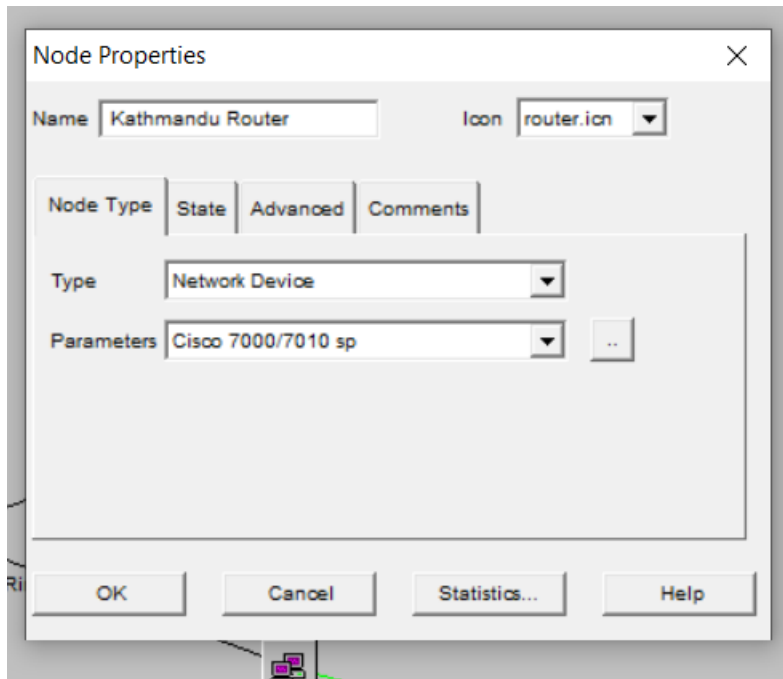 Node Properties
Name Kathmandu Router Icon router.icn
Node Type State Advanced Comments
Type Network Device
Parameters Cisco 7000/7010 sp ..
Ri
OK Cancel Statistics... Help